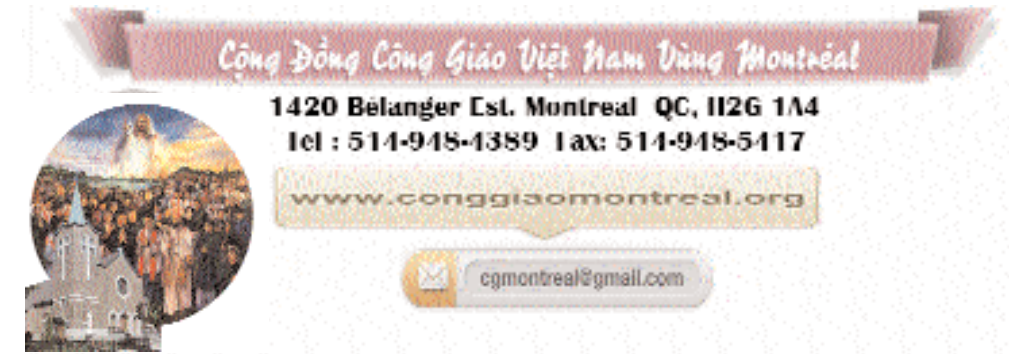 Cộng Đồng Công Giáo Việt Nam Vùng Montréal
1420 Bélanger Est. Montreal QC, H2G 1A4
Tel : 514-948-4389 Fax: 514-948-5417
www.conggiaomontreal.org
cgmontreal@gmail.com